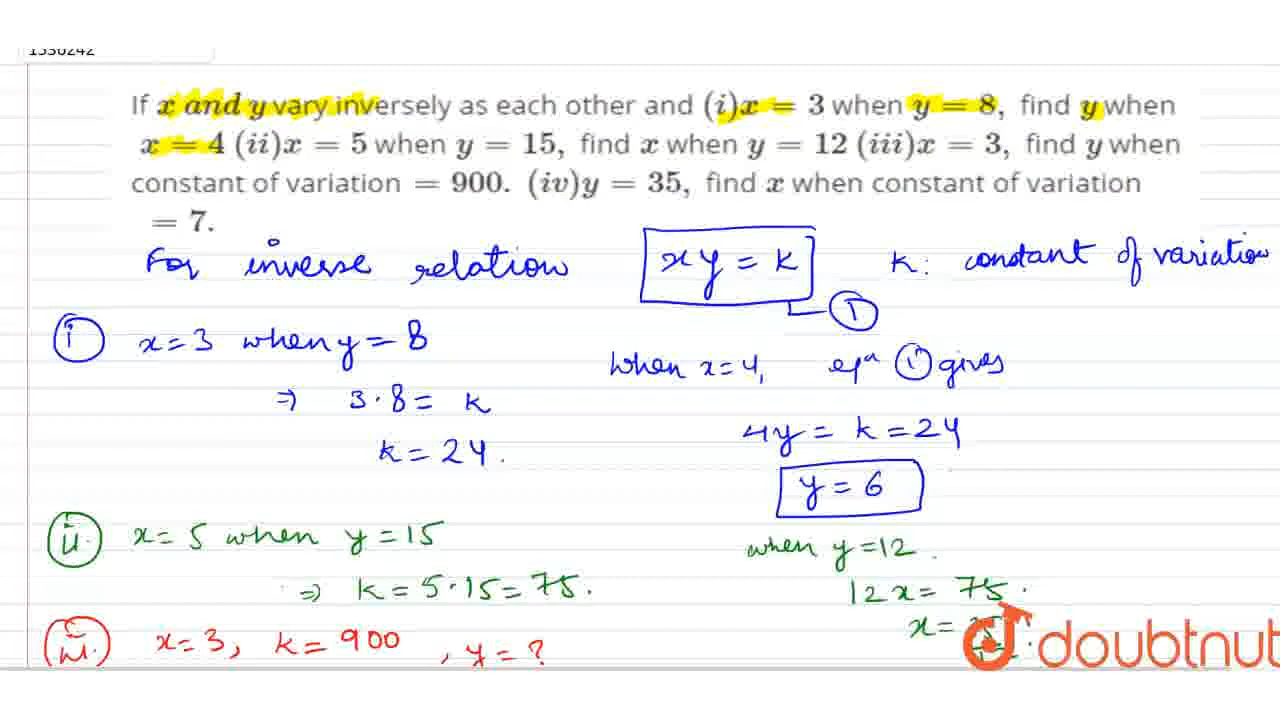 1536242
If x and y vary inversely as each other and (i)x = 3 when y = 8, find y when
x = 4 (ii)x = 5 when y = 15, find x when y = 12 (iii)x = 3, find y when
constant of variation = 900. (iv)y = 35, find x when constant of variation
= 7.
For inverse relation xy = k k: constant of variation
①
(i) x = 3 when y = 8
When x = 4, eqn ① gives
⇒ 3·8 = k
4y = k = 24
k = 24.
y = 6
(ii) x = 5 when y = 15
when y = 12.
⇒ k = 5·15 = 75.
12x = 75.
x =
(iii) x = 3, k = 900, y = ?
doubtnut